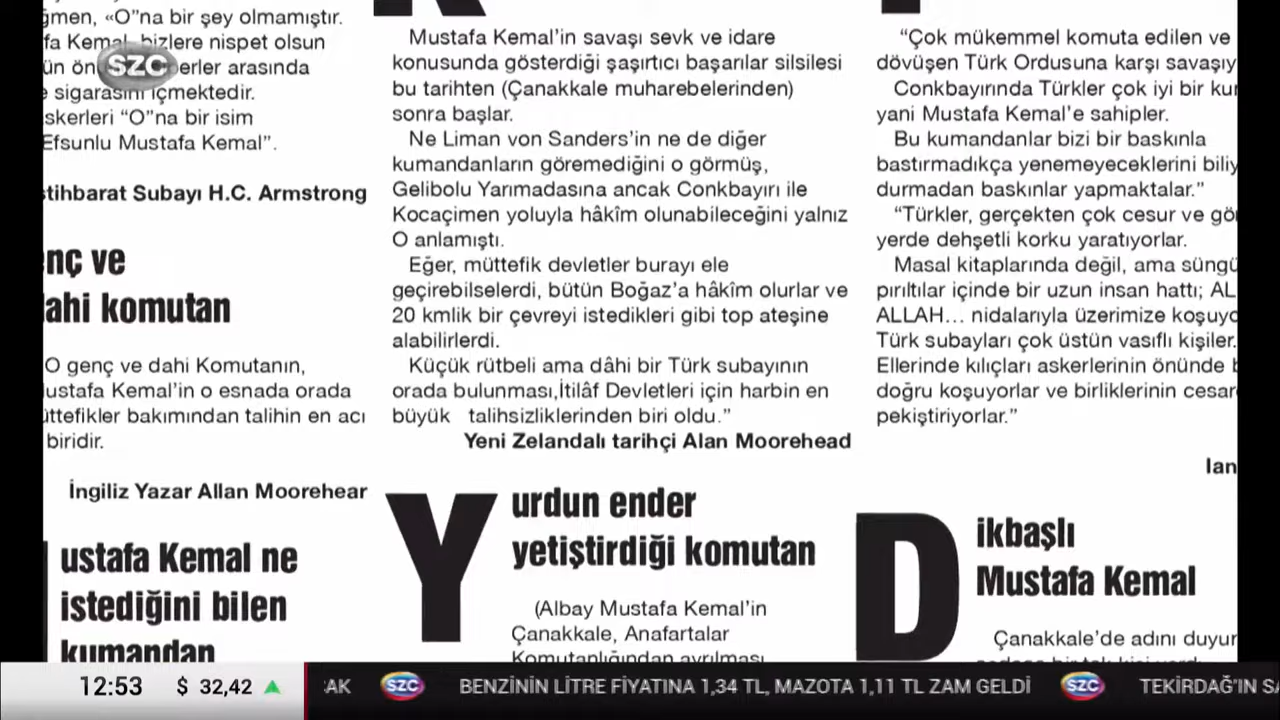 ğmen, «O”na bir şey olmamıştır.
fa Kemal, bizlere nispet olsun
ün ön perler arasında
e sigarasını içmektedir.
skerleri “O”na bir isim
Efsunlu Mustafa Kemal”.
stihbarat Subayı H.C. Armstrong
nç ve
ahi komutan
O genç ve dahi Komutanın,
ustafa Kemal’in o esnada orada
üttefikler bakımından talihin en acı
biridir.
İngiliz Yazar Allan Moorehear
ustafa Kemal ne
istediğini bilen
kumandan
Mustafa Kemal’in savaşı sevk ve idare
konusunda gösterdiği şaşırtıcı başarılar silsilesi
bu tarihten (Çanakkale muharebelerinden)
sonra başlar.
Ne Liman von Sanders’in ne de diğer
kumandanların göremediğini o görmüş,
Gelibolu Yarımadasına ancak Conkbayırı ile
Kocaçimen yoluyla hâkîm olunabileceğini yalnız
O anlamıştı.
Eğer, müttefik devletler burayı ele
geçirebilselerdi, bütün Boğaz’a hâkîm olurlar ve
20 kmlik bir çevreyi istedikleri gibi top ateşine
alabilirlerdi.
Küçük rütbeli ama dâhi bir Türk subayının
orada bulunması,İtilâf Devletleri için harbin en
büyük talihsizliklerinden biri oldu.”
Yeni Zelandalı tarihçi Alan Moorehead
Yurdun ender
yetiştirdiği komutan
(Albay Mustafa Kemal’in
Çanakkale, Anafartalar
Komutanlığından ayrılması
“Çok mükemmel komuta edilen ve
dövüşen Türk Ordusuna karşı savaşıy
Conkbayırında Türkler çok iyi bir ku
yani Mustafa Kemal’e sahipler.
Bu kumandanlar bizi bir baskınla
bastırmadıkça yenemeyeceklerini biliy
durmadan baskınlar yapmaktalar.”
“Türkler, gerçekten çok cesur ve gö
yerde dehşetli korku yaratıyorlar.
Masal kitaplarında değil, ama süngü
pırıltılar içinde bir uzun insan hattı; AL
ALLAH… nidalarıyla üzerimize koşuyo
Türk subayları çok üstün vasıflı kişiler.
Ellerinde kılıçları askerlerinin önünde b
doğru koşuyorlar ve birliklerinin cesar
pekiştiriyorlar.”
Ian
Dikbaşlı
Mustafa Kemal
Çanakkale’de adını duyur
SZC
12:53 $ 32,42 AK SZC BENZİNİN LİTRE FİYATINA 1,34 TL, MAZOTA 1,11 TL ZAM GELDİ SZC TEKİRDAĞ'IN SA